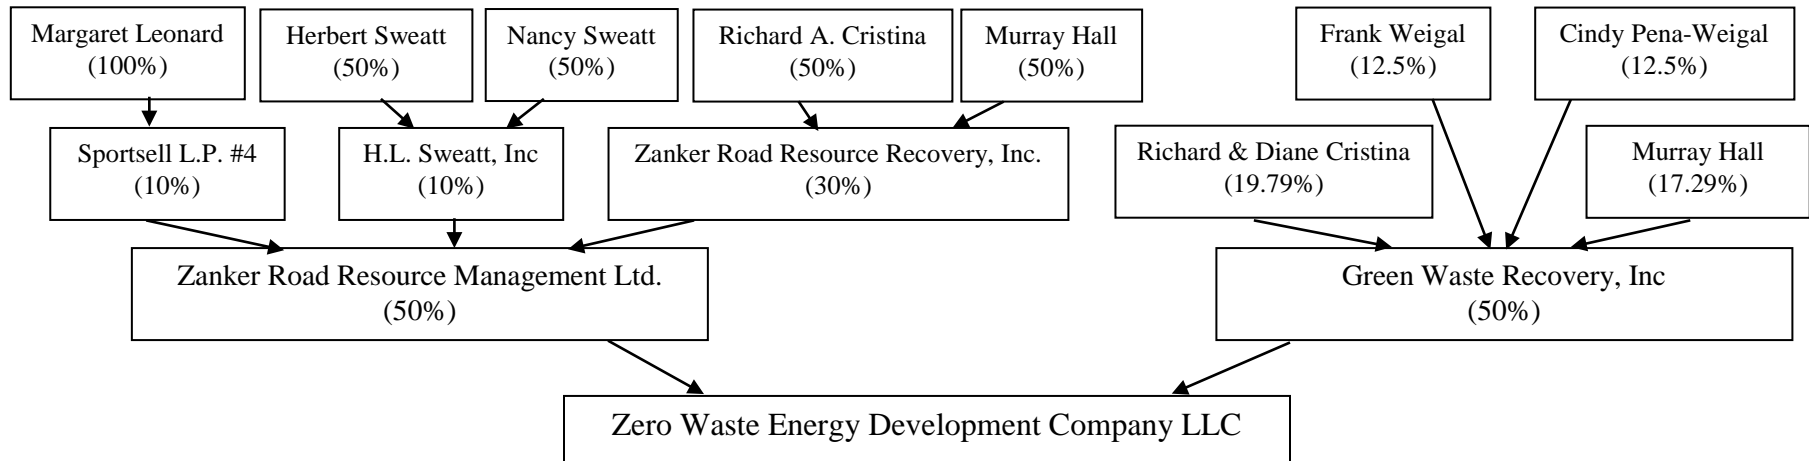 Margaret Leonard
(100%)
Herbert Sweatt
(50%)
Nancy Sweatt
(50%)
Richard A. Cristina
(50%)
Murray Hall
(50%)
Frank Weigal
(12.5%)
Cindy Pena-Weigal
(12.5%)
Sportsell L.P. #4
(10%)
H.L. Sweatt, Inc
(10%)
Zanker Road Resource Recovery, Inc.
(30%)
Richard & Diane Cristina
(19.79%)
Murray Hall
(17.29%)
Zanker Road Resource Management Ltd.
(50%)
Green Waste Recovery, Inc
(50%)
Zero Waste Energy Development Company LLC